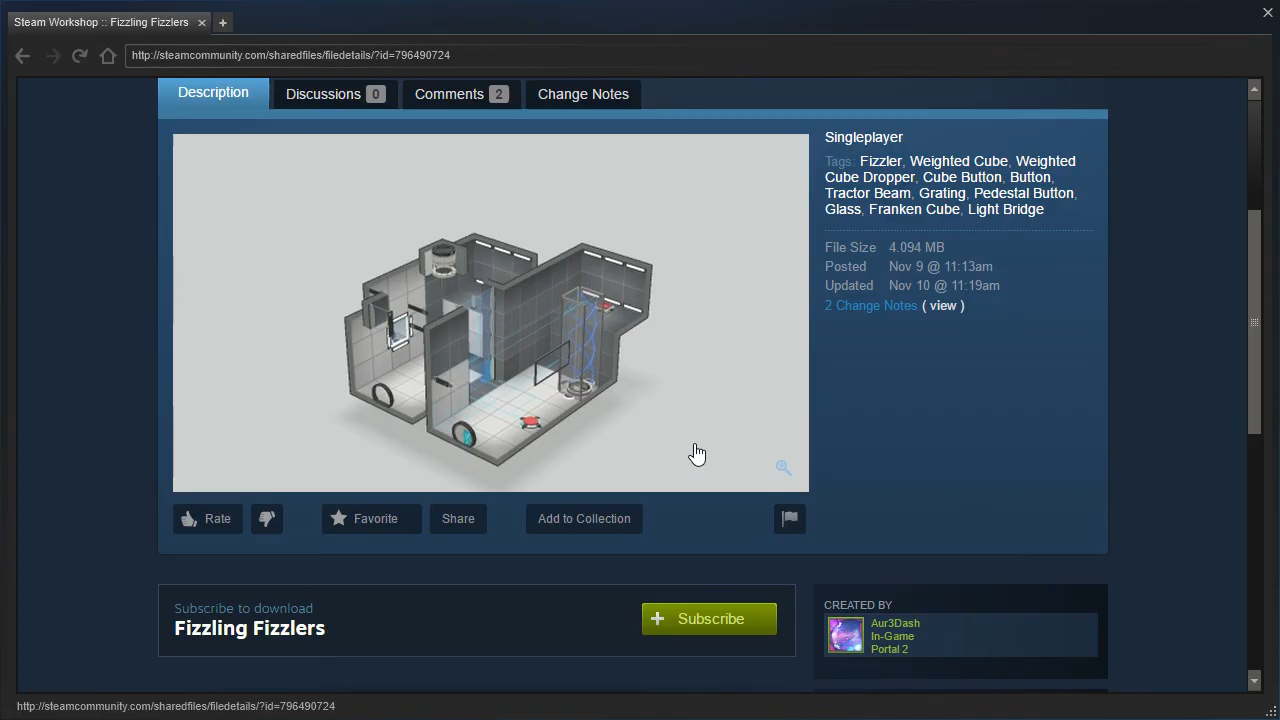 Steam Workshop :: Fizzling Fizzlers
http://steamcommunity.com/sharedfiles/filedetails/?id=796490724
Description
Discussions 0
Comments 2
Change Notes
Singleplayer
Tags: Fizzler, Weighted Cube, Weighted
Cube Dropper, Cube Button, Button,
Tractor Beam, Grating, Pedestal Button,
Glass, Franken Cube, Light Bridge
File Size 4.094 MB
Posted Nov 9 @ 11:13am
Updated Nov 10 @ 11:19am
2 Change Notes ( view )
Rate
Favorite
Share
Add to Collection
Subscribe to download
Fizzling Fizzlers
Subscribe
CREATED BY
Aur3Dash
In-Game
Portal 2
http://steamcommunity.com/sharedfiles/filedetails/?id=796490724